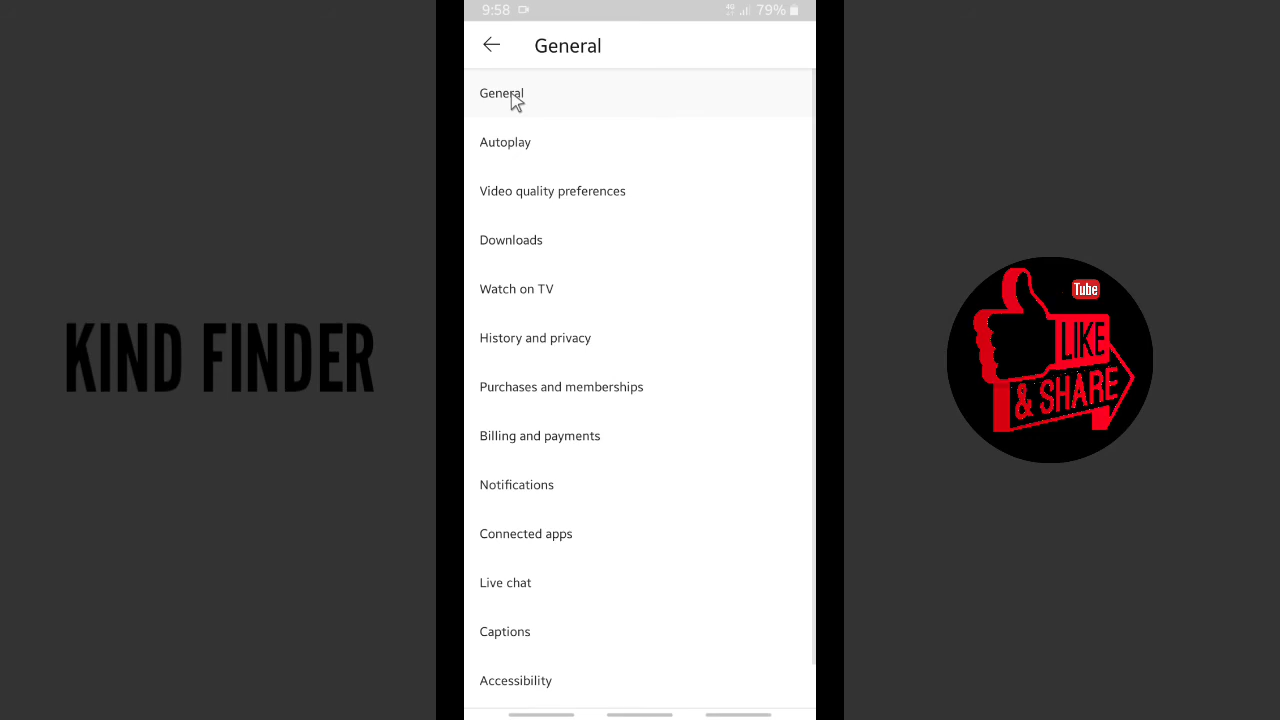 9:58 4G 79%
General
General
Autoplay
Video quality preferences
Downloads
Watch on TV
History and privacy
Purchases and memberships
Billing and payments
Notifications
Connected apps
Live chat
Captions
Accessibility
KIND FINDER
Tube
LIKE
& SHARE